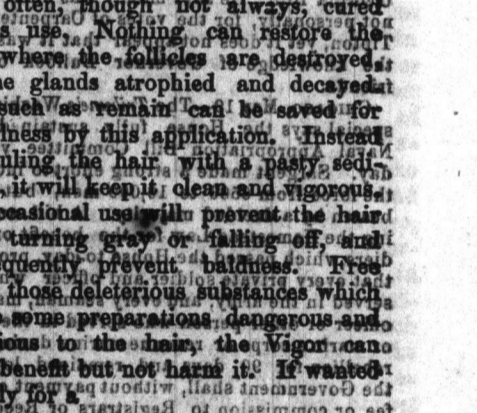 often, though not always, cured
s use. Nothing can restore the
where the follicles are destroyed,
e glands atrophied and decayed.
such as remain can be saved for
lness by this application. Instead
uling the hair with a pasty sedi-
, it will keep it clean and vigorous.
ccasional use will prevent the hair
turning gray or falling off, and
quently prevent baldness. Free
those deleterious substances which
some preparations dangerous and
ious to the hair, the Vigor can
benefit but not harm it. If wanted
ly for a